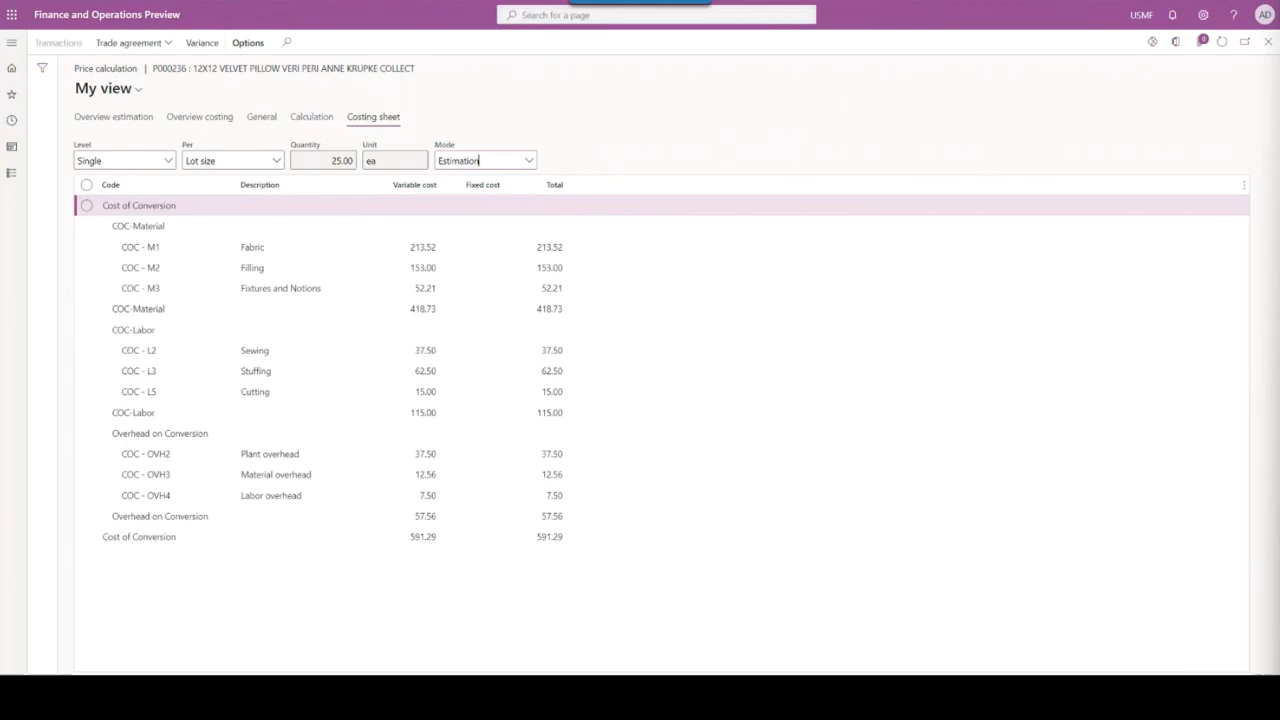 Finance and Operations Preview
Search for a page
USMF
?
AD
Transactions
Trade agreement
Variance
Options
0
Price calculation | P000236 : 12X12 VELVET PILLOW VERI PERI ANNE KRUPKE COLLECT
My view
Overview estimation
Overview costing
General
Calculation
Costing sheet
Level
Per
Quantity
Unit
Mode
Single
Lot size
25.00
ea
Estimation
Code Description Variable cost Fixed cost Total
Cost of Conversion
COC-Material
COC - M1 Fabric 213.52 213.52
COC - M2 Filling 153.00 153.00
COC - M3 Fixtures and Notions 52.21 52.21
COC-Material 418.73 418.73
COC-Labor
COC - L2 Sewing 37.50 37.50
COC - L3 Stuffing 62.50 62.50
COC - L5 Cutting 15.00 15.00
COC-Labor 115.00 115.00
Overhead on Conversion
COC - OVH2 Plant overhead 37.50 37.50
COC - OVH3 Material overhead 12.56 12.56
COC - OVH4 Labor overhead 7.50 7.50
Overhead on Conversion 57.56 57.56
Cost of Conversion 591.29 591.29